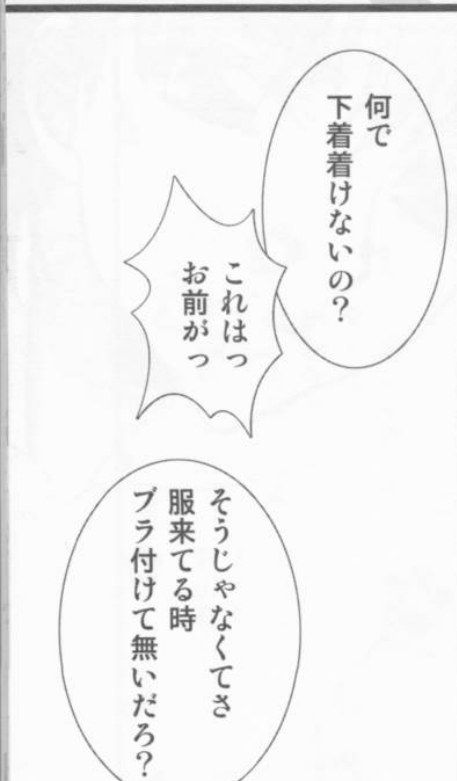 何で
下着着けないの？
これはっ
お前がっ
そうじゃなくてさ
服来てる時
ブラ付けて無いだろ？